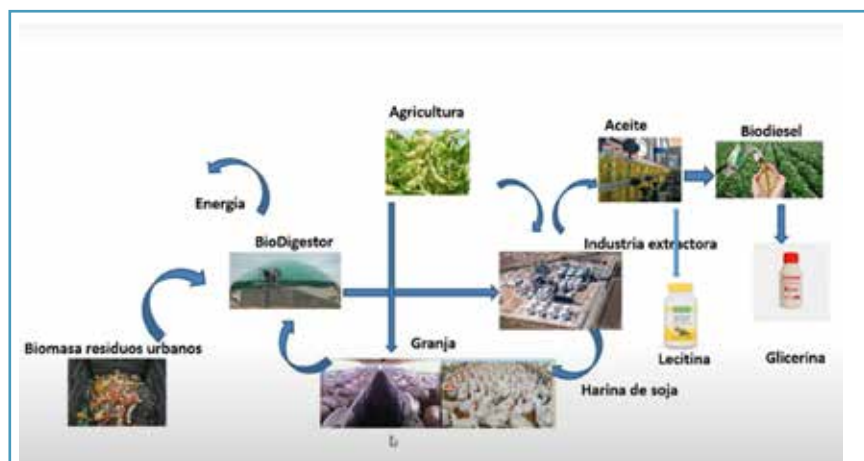 Agricultura
Aceite
Biodiesel
Energía
BioDigestor
Industria extractora
Biomasa residuos urbanos
Granja
Lecitina
Glicerina
Harina de soja